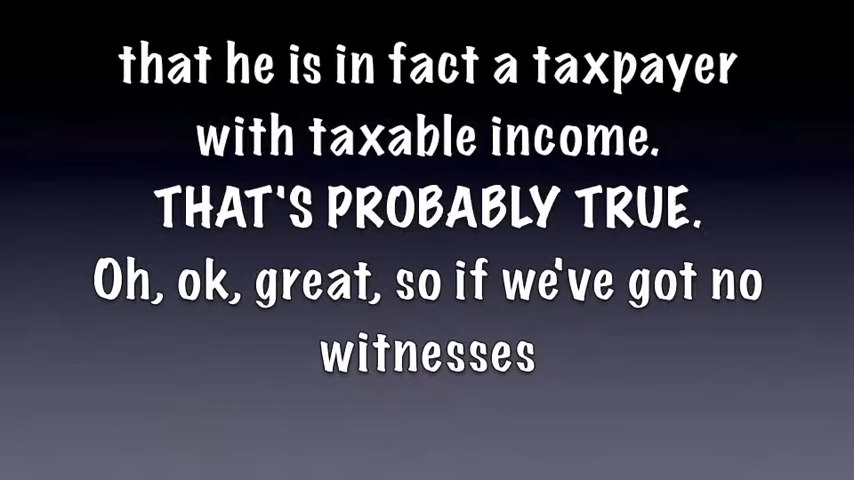 that he is in fact a taxpayer
with taxable income.
THAT'S PROBABLY TRUE.
Oh, ok, great, so if we've got no
witnesses